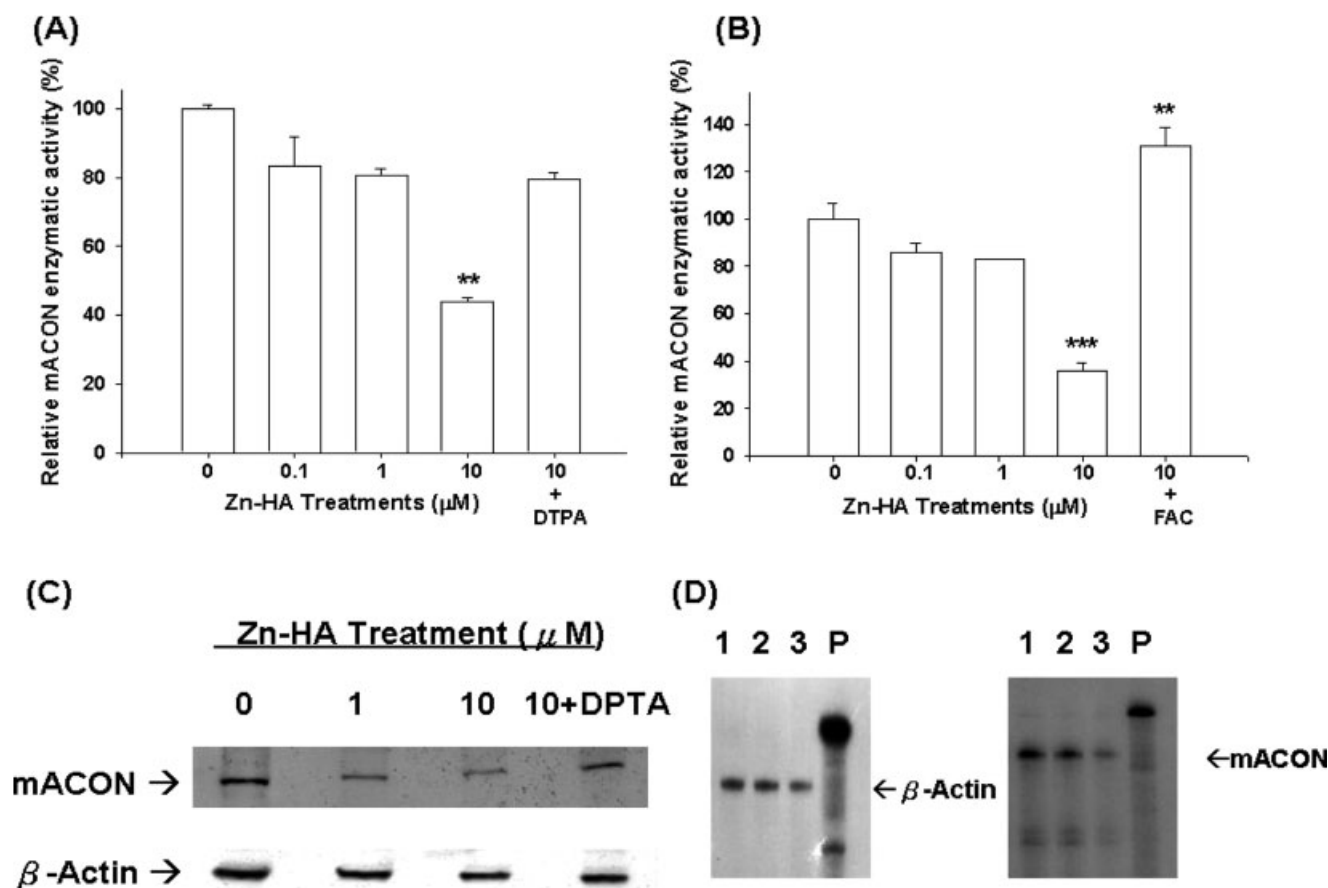 (A)
Relative mACON enzymatic activity (%)
100
80
60
40
20
0
**
0 0.1 1 10 10
+
DTPA
Zn-HA Treatments (μM)
(B)
Relative mACON enzymatic activity (%)
140
120
100
80
60
40
20
0
***
**
0 0.1 1 10 10
+
FAC
Zn-HA Treatments (μM)
(C)
Zn-HA Treatment ( μ M)
0 1 10 10+DPTA
mACON →
β-Actin →
(D)
1 2 3 P
←β-Actin
1 2 3 P
←mACON